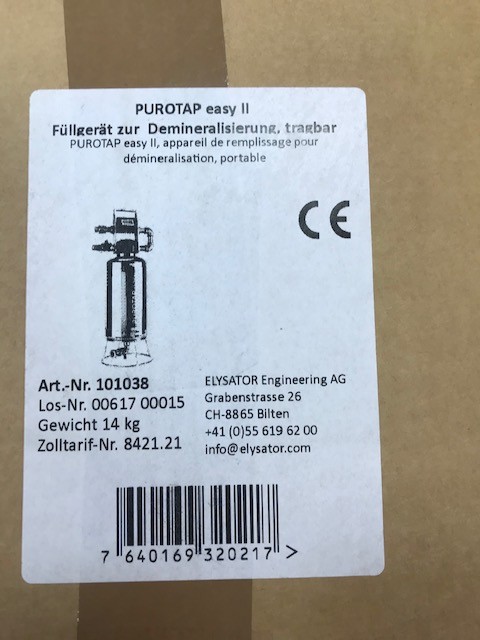 PUROTAP easy II
Füllgerät zur Demineralisierung, tragbar
PUROTAP easy II, appareil de remplissage pour
démineralisation, portable
CE
Art.-Nr. 101038
Los-Nr. 00617 00015
Gewicht 14 kg
Zolltarif-Nr. 8421.21
ELYSATOR Engineering AG
Grabenstrasse 26
CH-8865 Bilten
+41 (0)55 619 62 00
info@elysator.com
7 640169 320217 >